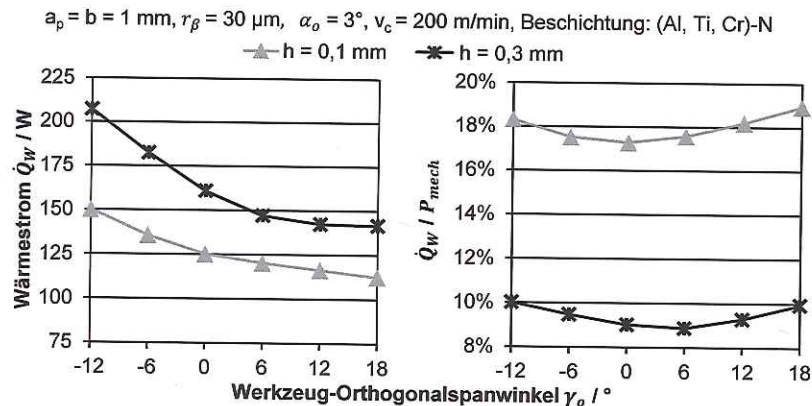 a_p = b = 1 mm, r_β = 30 µm, α_o = 3°, v_c = 200 m/min, Beschichtung: (Al, Ti, Cr)-N
h = 0,1 mm h = 0,3 mm
Wärmestrom Q̇_W / W
225
200
175
150
125
100
75
-12 -6 0 6 12 18
Q̇_W / P_mech
20%
18%
16%
14%
12%
10%
8%
-12 -6 0 6 12 18
Werkzeug-Orthogonalspanwinkel γ_o / °